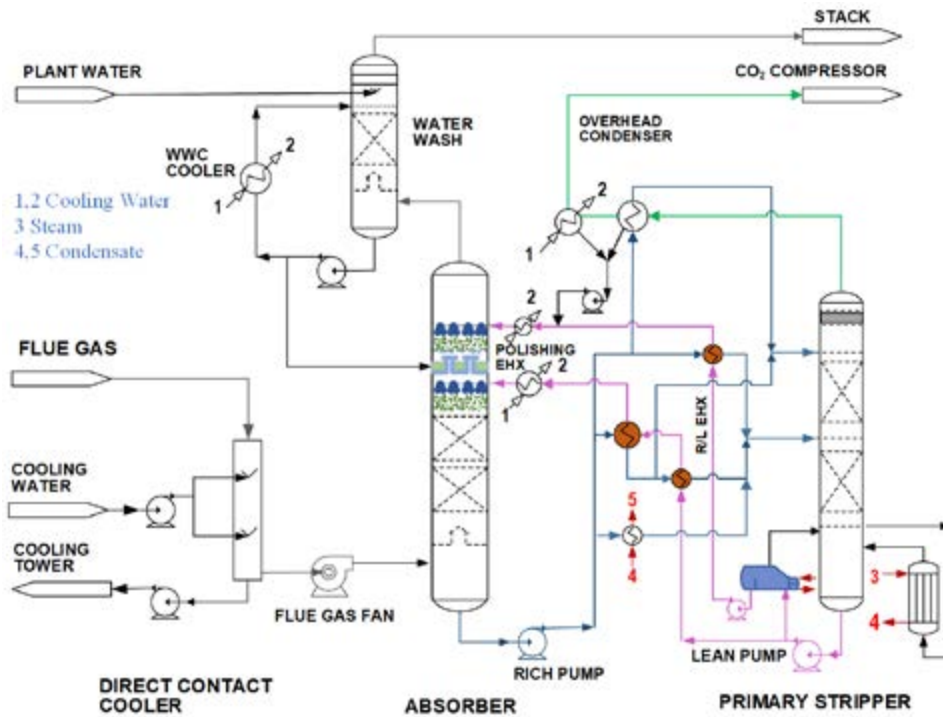 STACK
PLANT WATER
CO₂ COMPRESSOR
WATER
WASH
OVERHEAD
CONDENSER
WWC
COOLER
2
1
2
1
1,2 Cooling Water
3 Steam
4,5 Condensate
2
FLUE GAS
POLISHING
EHX
2
1
R/L EHX
COOLING
WATER
5
4
COOLING
TOWER
3
4
FLUE GAS FAN
RICH PUMP
LEAN PUMP
DIRECT CONTACT
COOLER
ABSORBER
PRIMARY STRIPPER